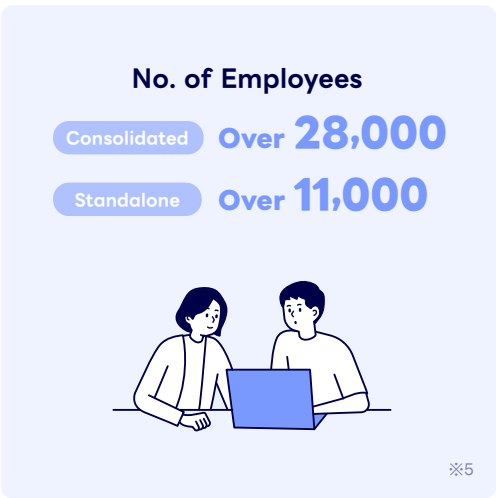 No. of Employees
Consolidated Over 28,000
Standalone Over 11,000
※5